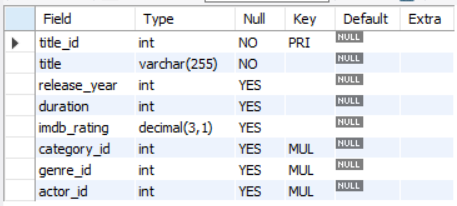 Field Type Null Key Default Extra
title_id int NO PRI NULL
title varchar(255) NO NULL
release_year int YES NULL
duration int YES NULL
imdb_rating decimal(3,1) YES NULL
category_id int YES MUL NULL
genre_id int YES MUL NULL
actor_id int YES MUL NULL